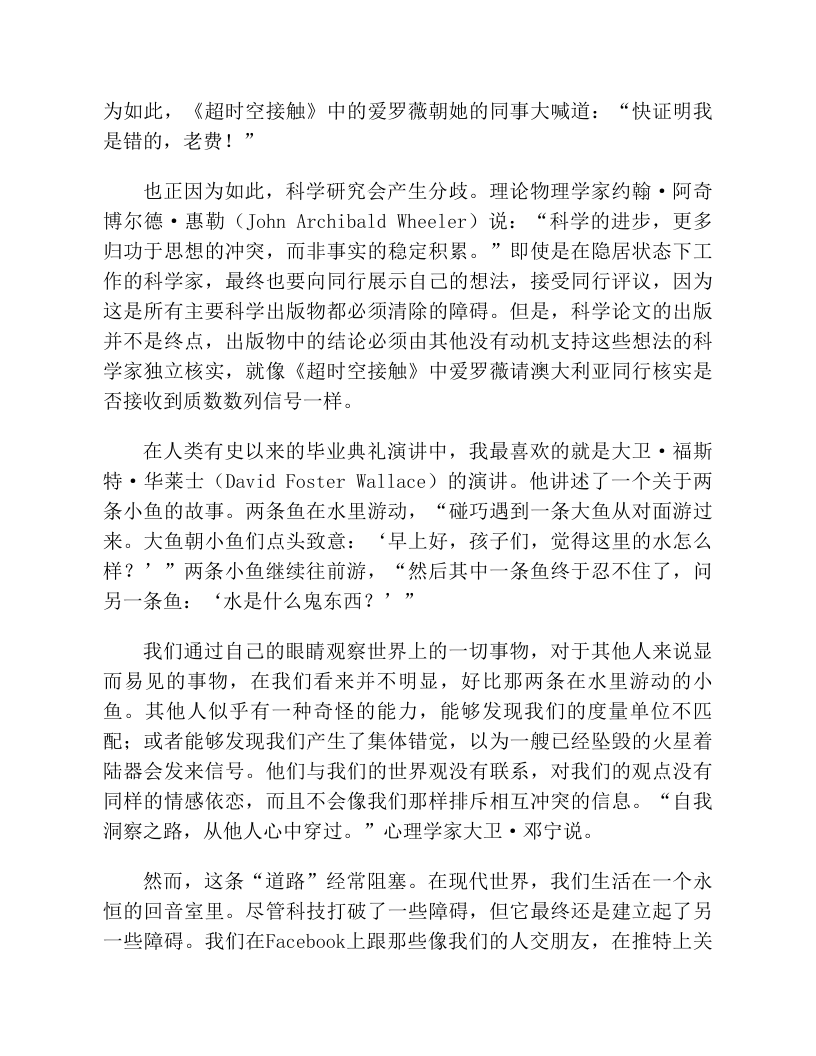 为如此，《超时空接触》中的爱罗薇朝她的同事大喊道：“快证明我
是错的，老费！”
也正因为如此，科学研究会产生分歧。理论物理学家约翰·阿奇
博尔德·惠勒（John Archibald Wheeler）说：“科学的进步，更多
归功于思想的冲突，而非事实的稳定积累。”即使是在隐居状态下工
作的科学家，最终也要向同行展示自己的想法，接受同行评议，因为
这是所有主要科学出版物都必须清除的障碍。但是，科学论文的出版
并不是终点，出版物中的结论必须由其他没有动机支持这些想法的科
学家独立核实，就像《超时空接触》中爱罗薇请澳大利亚同行核实是
否接收到质数数列信号一样。
在人类有史以来的毕业典礼演讲中，我最喜欢的就是大卫·福斯
特·华莱士（David Foster Wallace）的演讲。他讲述了一个关于两
条小鱼的故事。两条鱼在水里游动，“碰巧遇到一条大鱼从对面游过
来。大鱼朝小鱼们点头致意：‘早上好，孩子们，觉得这里的水怎么
样？’”两条小鱼继续往前游，“然后其中一条鱼终于忍不住了，问
另一条鱼：‘水是什么鬼东西？’”
我们通过自己的眼睛观察世界上的一切事物，对于其他人来说显
而易见的事物，在我们看来并不明显，好比那两条在水里游动的小
鱼。其他人似乎有一种奇怪的能力，能够发现我们的度量单位不匹
配；或者能够发现我们产生了集体错觉，以为一艘已经坠毁的火星着
陆器会发来信号。他们与我们的世界观没有联系，对我们的观点没有
同样的情感依恋，而且不会像我们那样排斥相互冲突的信息。“自我
洞察之路，从他人心中穿过。”心理学家大卫·邓宁说。
然而，这条“道路”经常阻塞。在现代世界，我们生活在一个永
恒的回音室里。尽管科技打破了一些障碍，但它最终还是建立起了另
一些障碍。我们在Facebook上跟那些像我们的人交朋友，在推特上关